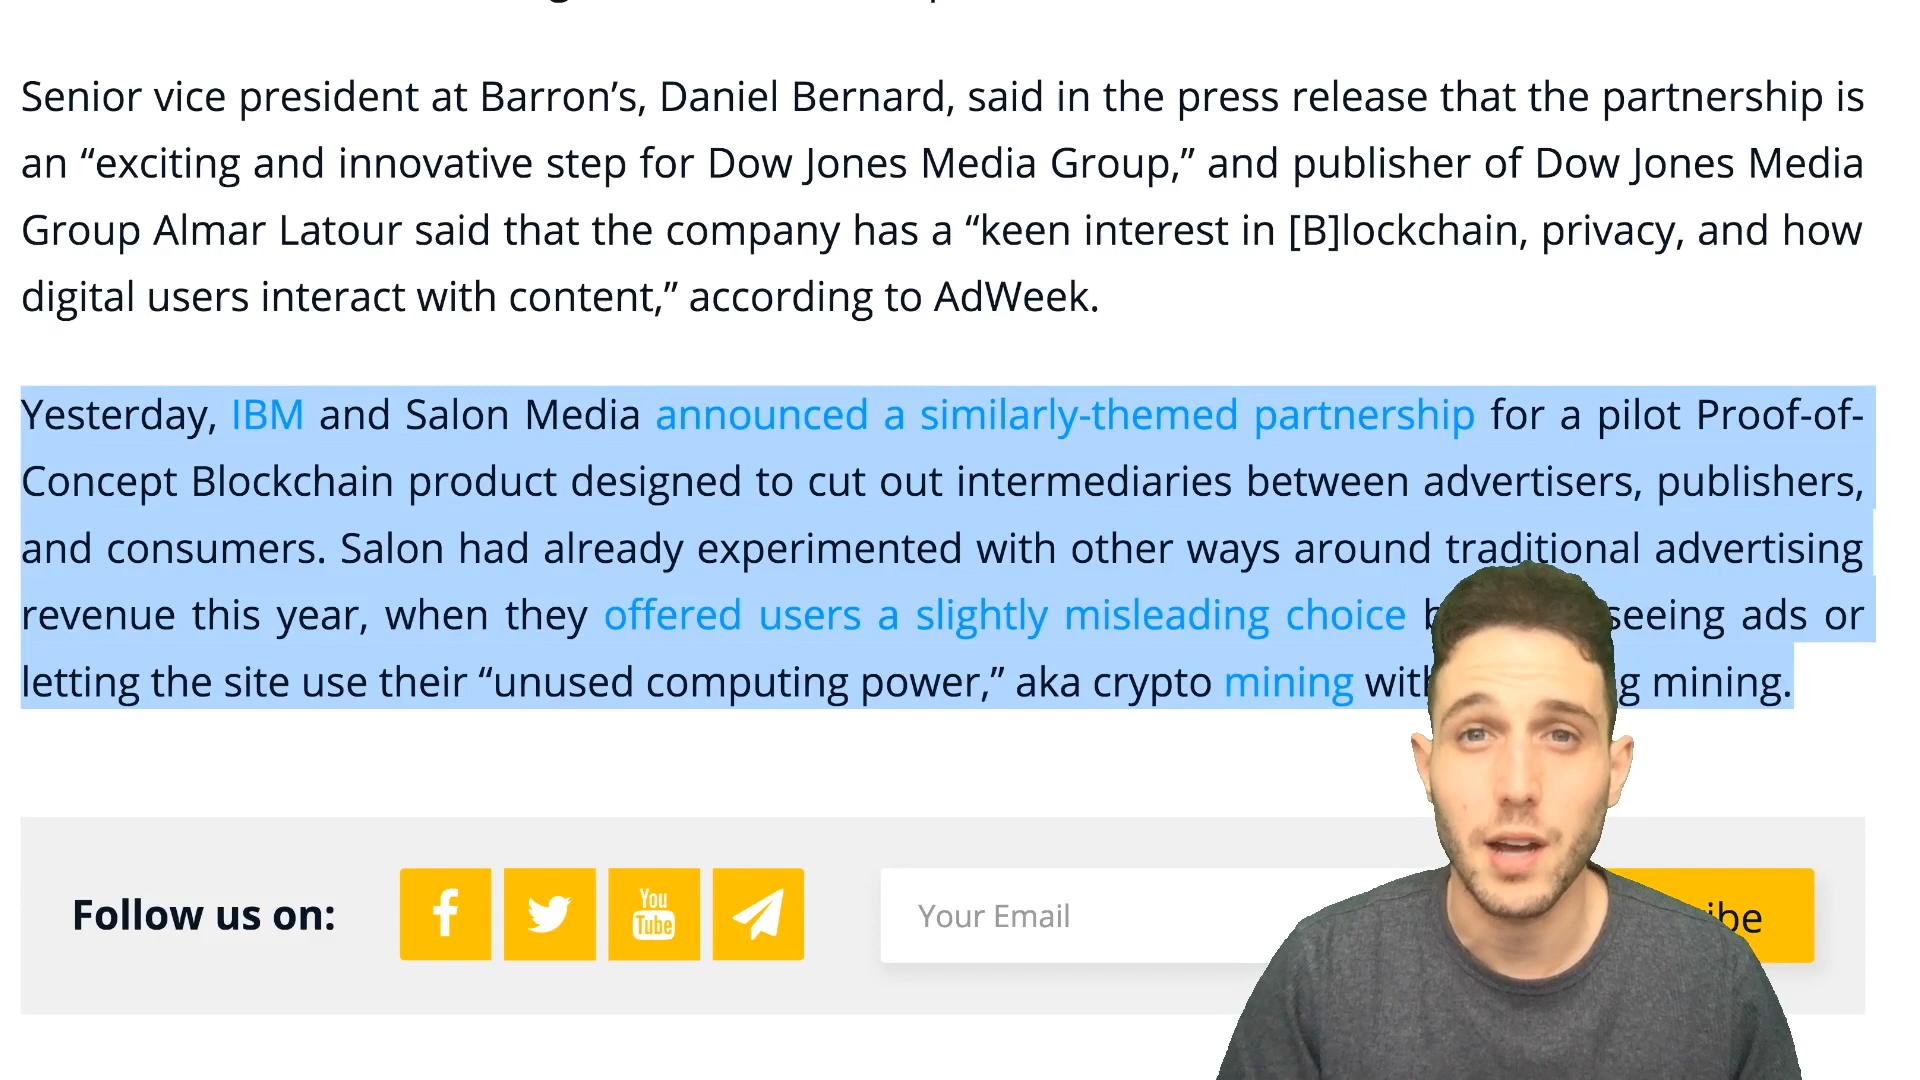 Senior vice president at Barron’s, Daniel Bernard, said in the press release that the partnership is
an “exciting and innovative step for Dow Jones Media Group,” and publisher of Dow Jones Media
Group Almar Latour said that the company has a “keen interest in [B]lockchain, privacy, and how
digital users interact with content,” according to AdWeek.
Yesterday, IBM and Salon Media announced a similarly-themed partnership for a pilot Proof-of-
Concept Blockchain product designed to cut out intermediaries between advertisers, publishers,
and consumers. Salon had already experimented with other ways around traditional advertising
revenue this year, when they offered users a slightly misleading choice seeing ads or
letting the site use their “unused computing power,” aka crypto mining mining.
Follow us on:
You
Tube
Your Email